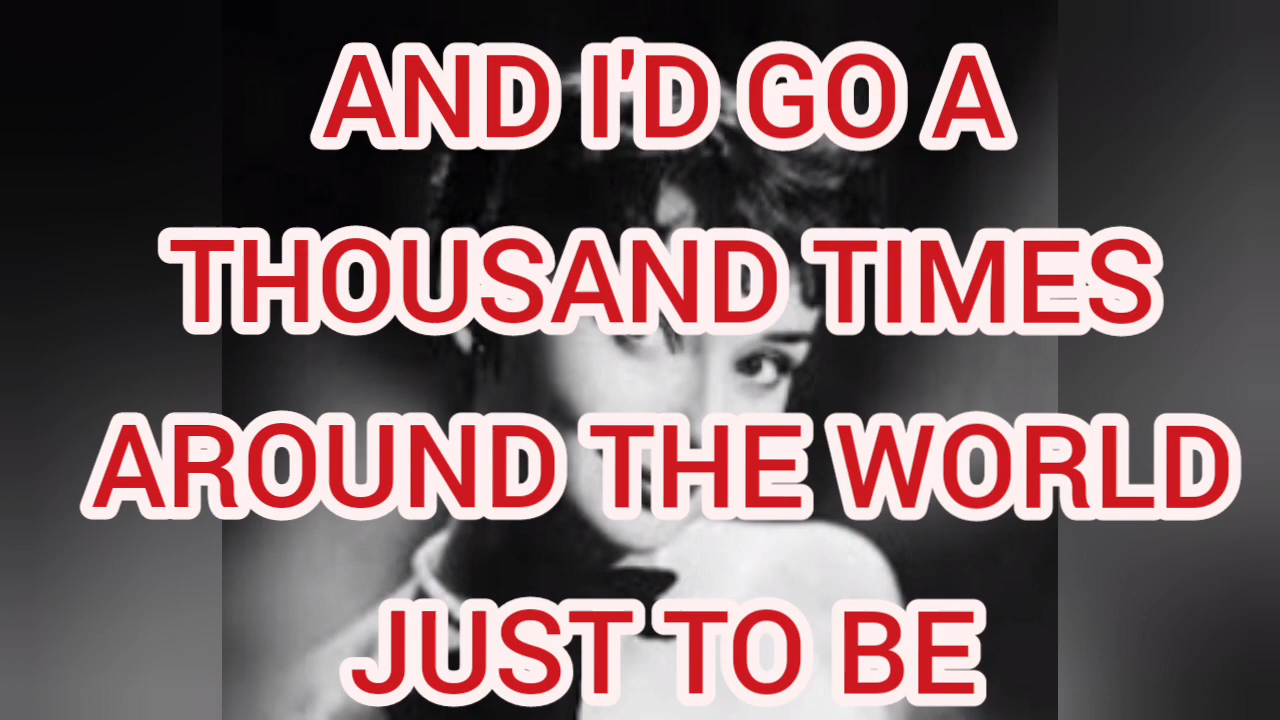 AND I'D GO A
THOUSAND TIMES
AROUND THE WORLD
JUST TO BE